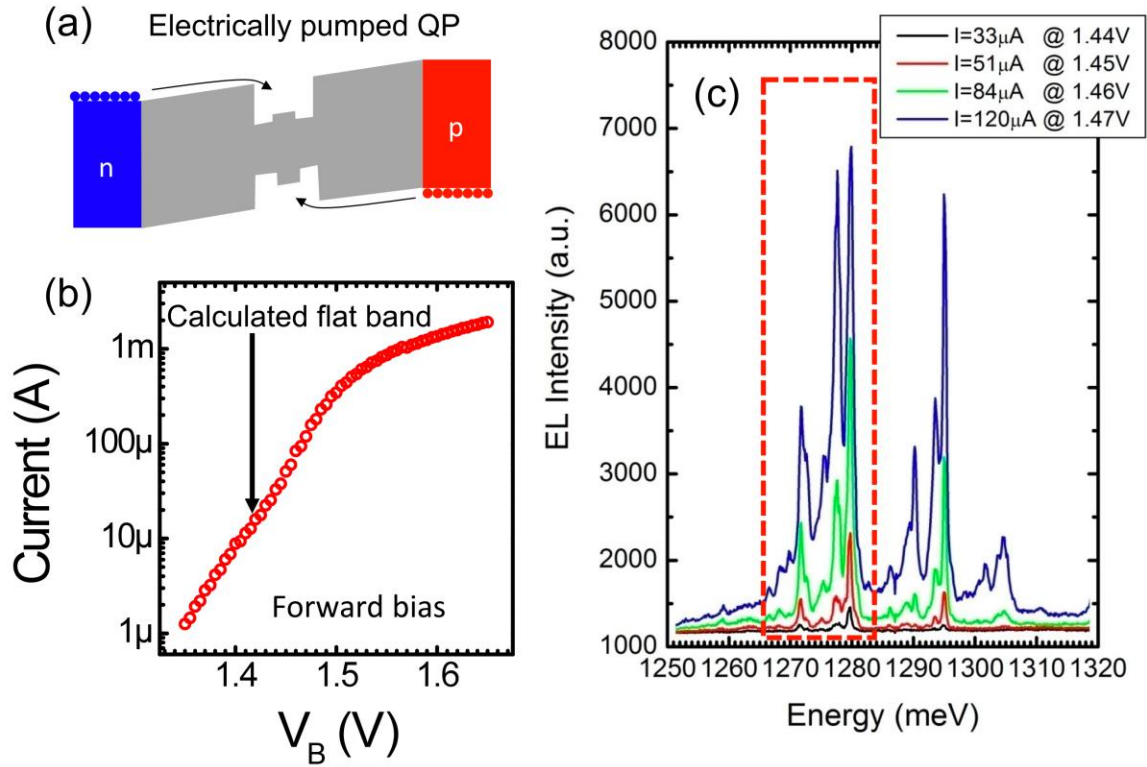 (a) Electrically pumped QP
n
p
(b)
Calculated flat band
1m
100µ
10µ
1µ
Current (A)
Forward bias
1.4 1.5 1.6
V_B (V)
(c)
I=33µA @ 1.44V
I=51µA @ 1.45V
I=84µA @ 1.46V
I=120µA @ 1.47V
8000
7000
6000
5000
4000
3000
2000
1000
EL Intensity (a.u.)
1250 1260 1270 1280 1290 1300 1310 1320
Energy (meV)